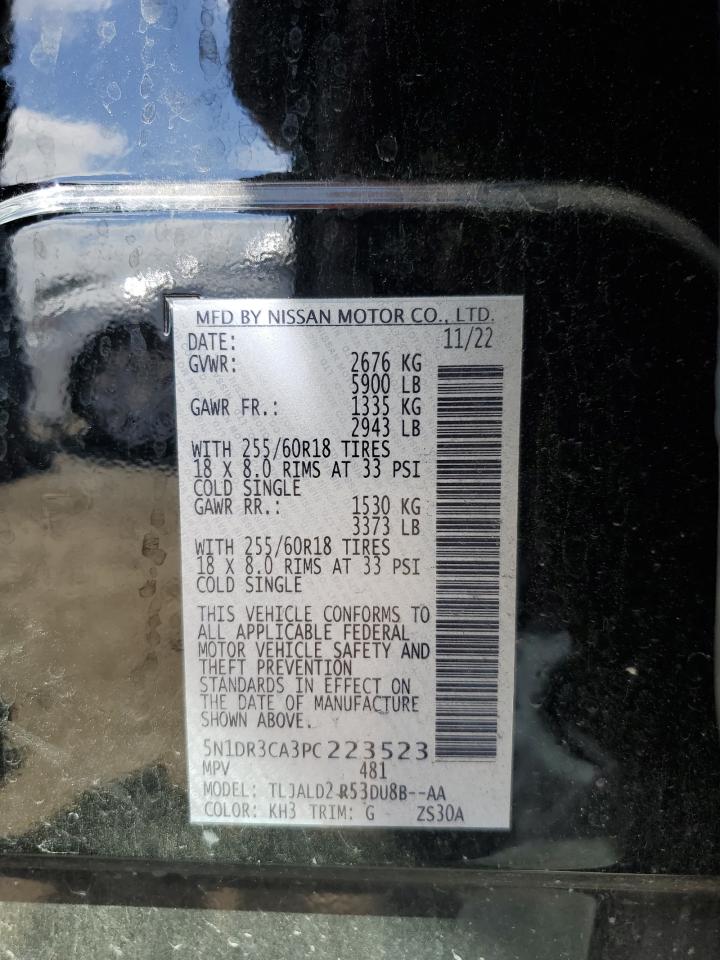 MFD BY NISSAN MOTOR CO., LTD.
DATE: 11/22
GVWR: 2676 KG
5900 LB
GAWR FR.: 1335 KG
2943 LB
WITH 255/60R18 TIRES
18 X 8.0 RIMS AT 33 PSI
COLD SINGLE
GAWR RR.: 1530 KG
3373 LB
WITH 255/60R18 TIRES
18 X 8.0 RIMS AT 33 PSI
COLD SINGLE
THIS VEHICLE CONFORMS TO
ALL APPLICABLE FEDERAL
MOTOR VEHICLE SAFETY AND
THEFT PREVENTION
STANDARDS IN EFFECT ON
THE DATE OF MANUFACTURE
SHOWN ABOVE.
5N1DR3CA3PC223523
MPV 481
MODEL: TLJALD2 R53DU8B--AA
COLOR: KH3 TRIM: G ZS30A